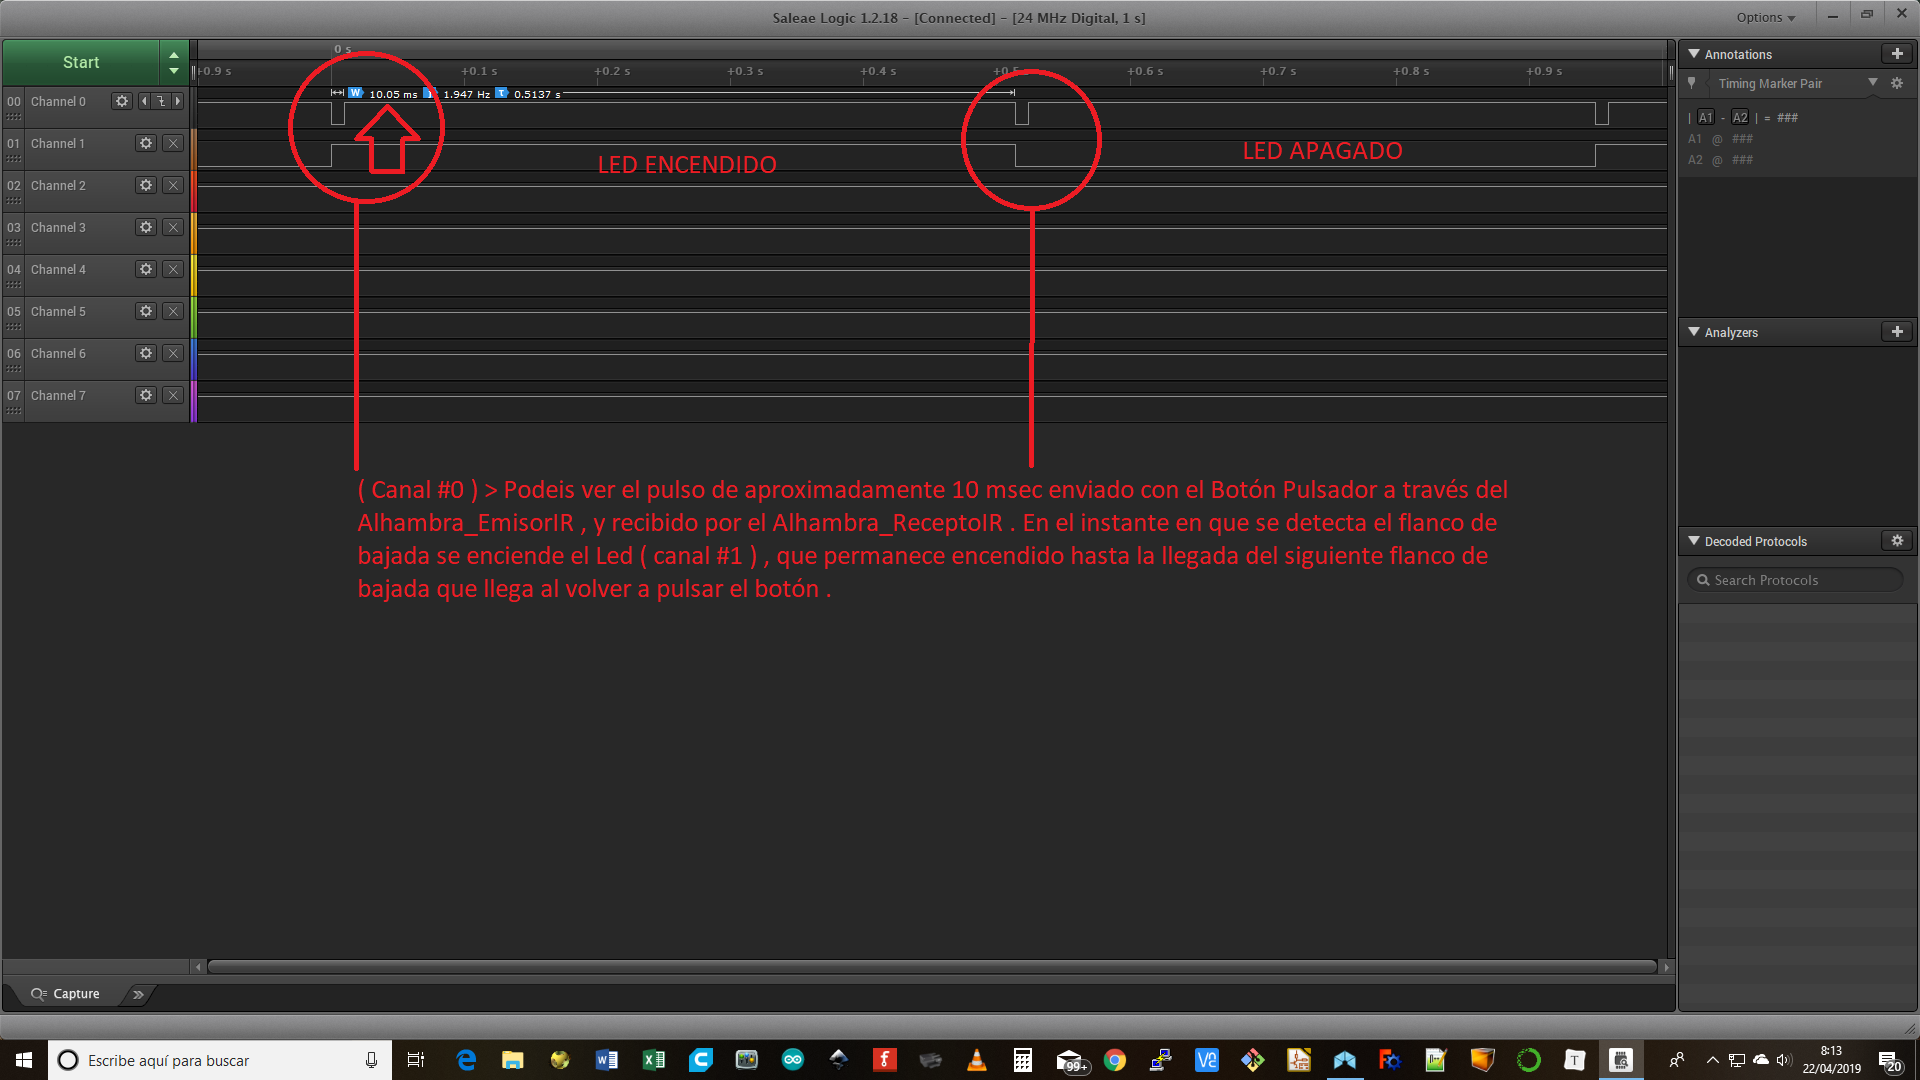 Saleae Logic 1.2.18 - [Connected] - [24 MHz Digital, 1 s]
Options
Start
0 s
+0.9 s
+0.1 s
+0.2 s
+0.3 s
+0.4 s
+0.6 s
+0.7 s
+0.8 s
+0.9 s
W 10.05 ms
1.947 Hz
0.5137 s
00 Channel 0
01 Channel 1
02 Channel 2
03 Channel 3
04 Channel 4
05 Channel 5
06 Channel 6
07 Channel 7
LED ENCENDIDO
LED APAGADO
( Canal #0 ) > Podeis ver el pulso de aproximadamente 10 msec enviado con el Botón Pulsador a través del
Alhambra_EmisorIR , y recibido por el Alhambra_ReceptoIR . En el instante en que se detecta el flanco de
bajada se enciende el Led ( canal #1 ) , que permanece encendido hasta la llegada del siguiente flanco de
bajada que llega al volver a pulsar el botón .
Annotations
Timing Marker Pair
| A1 - A2 | = ###
A1 @ ###
A2 @ ###
Analyzers
Decoded Protocols
Search Protocols
Capture
Escribe aquí para buscar
99+
8:13
22/04/2019
20